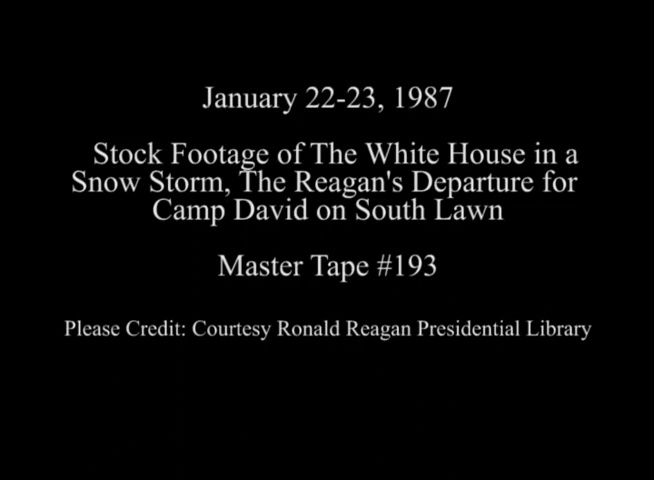 January 22-23, 1987
Stock Footage of The White House in a
Snow Storm, The Reagan's Departure for
Camp David on South Lawn
Master Tape #193
Please Credit: Courtesy Ronald Reagan Presidential Library